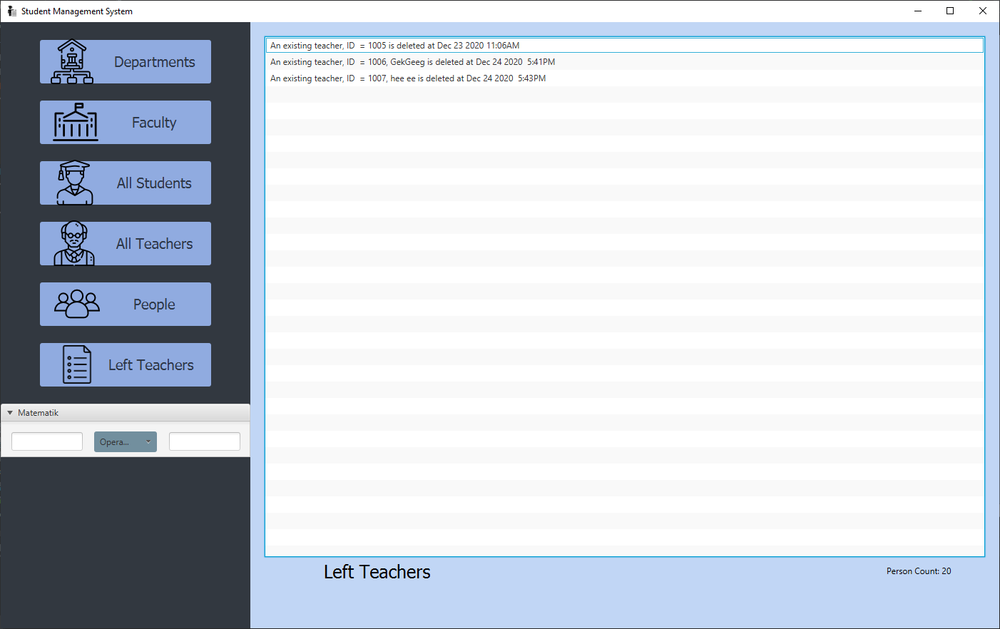 Student Management System
Departments
Faculty
All Students
All Teachers
People
Left Teachers
Matematik
Opera...
An existing teacher, ID  = 1005 is deleted at Dec 23 2020 11:06AM
An existing teacher, ID  = 1006, GekGeeg is deleted at Dec 24 2020  5:41PM
An existing teacher, ID  = 1007, hee ee is deleted at Dec 24 2020  5:43PM
Left Teachers
Person Count: 20